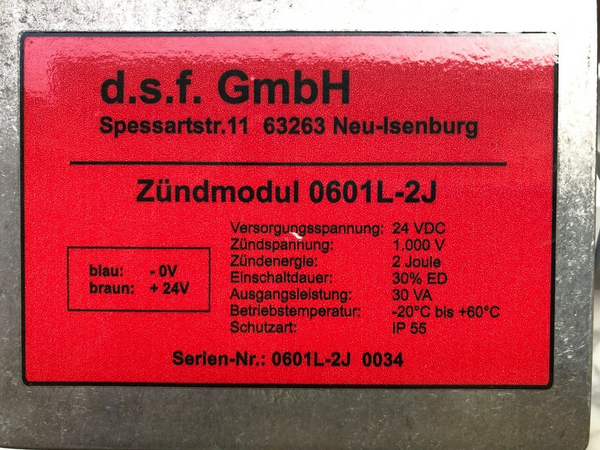 d.s.f. GmbH
Spessartstr.11 63263 Neu-Isenburg
Zündmodul 0601L-2J
blau: - 0V
braun: + 24V
Versorgungsspannung: 24 VDC
Zündspannung: 1.000 V
Zündenergie: 2 Joule
Einschaltdauer: 30% ED
Ausgangsleistung: 30 VA
Betriebstemperatur: -20°C bis +60°C
Schutzart: IP 55
Serien-Nr.: 0601L-2J 0034